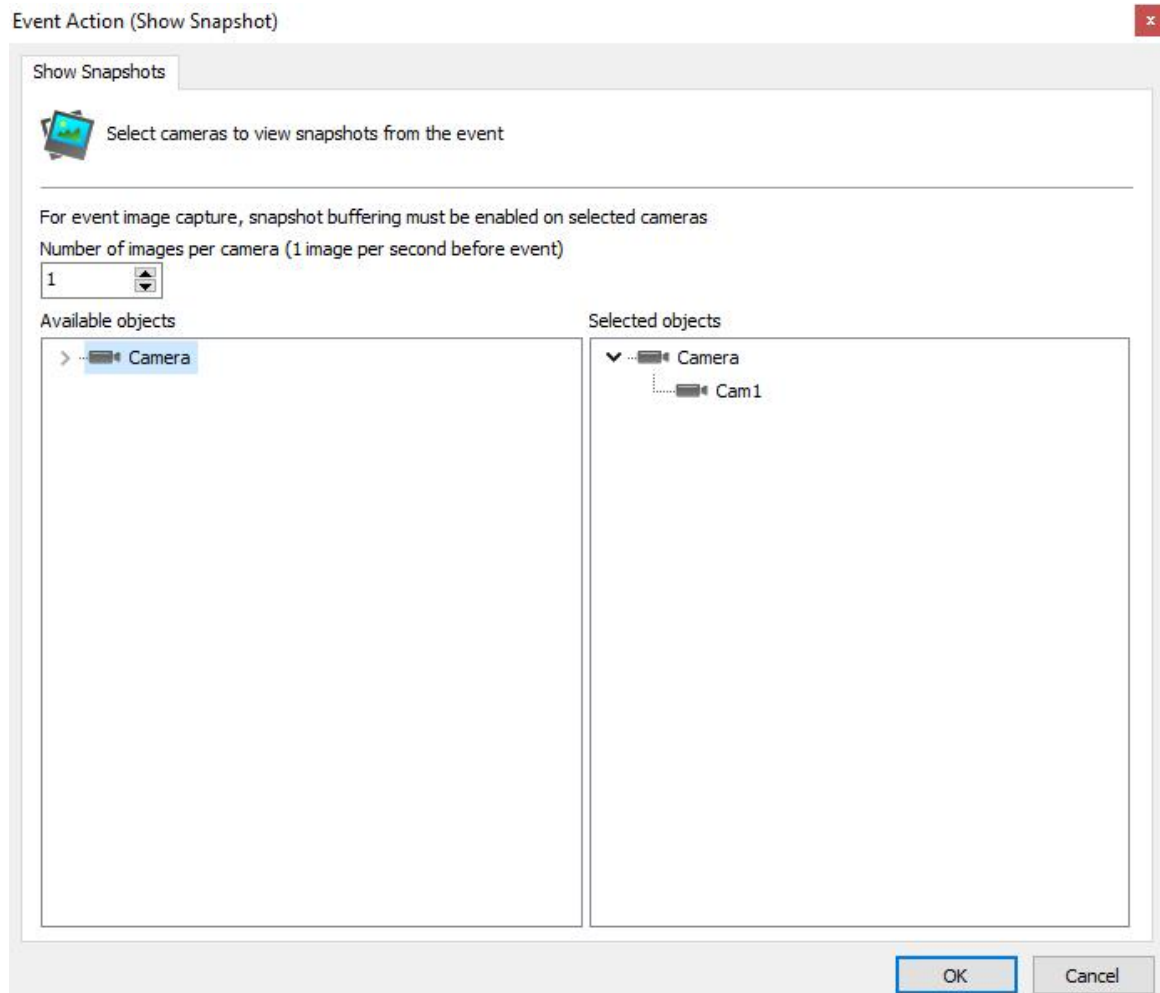 Event Action (Show Snapshot)
x
Show Snapshots
Select cameras to view snapshots from the event
For event image capture, snapshot buffering must be enabled on selected cameras
Number of images per camera (1 image per second before event)
1
Available objects
Selected objects
Camera
Camera
Cam1
OK
Cancel